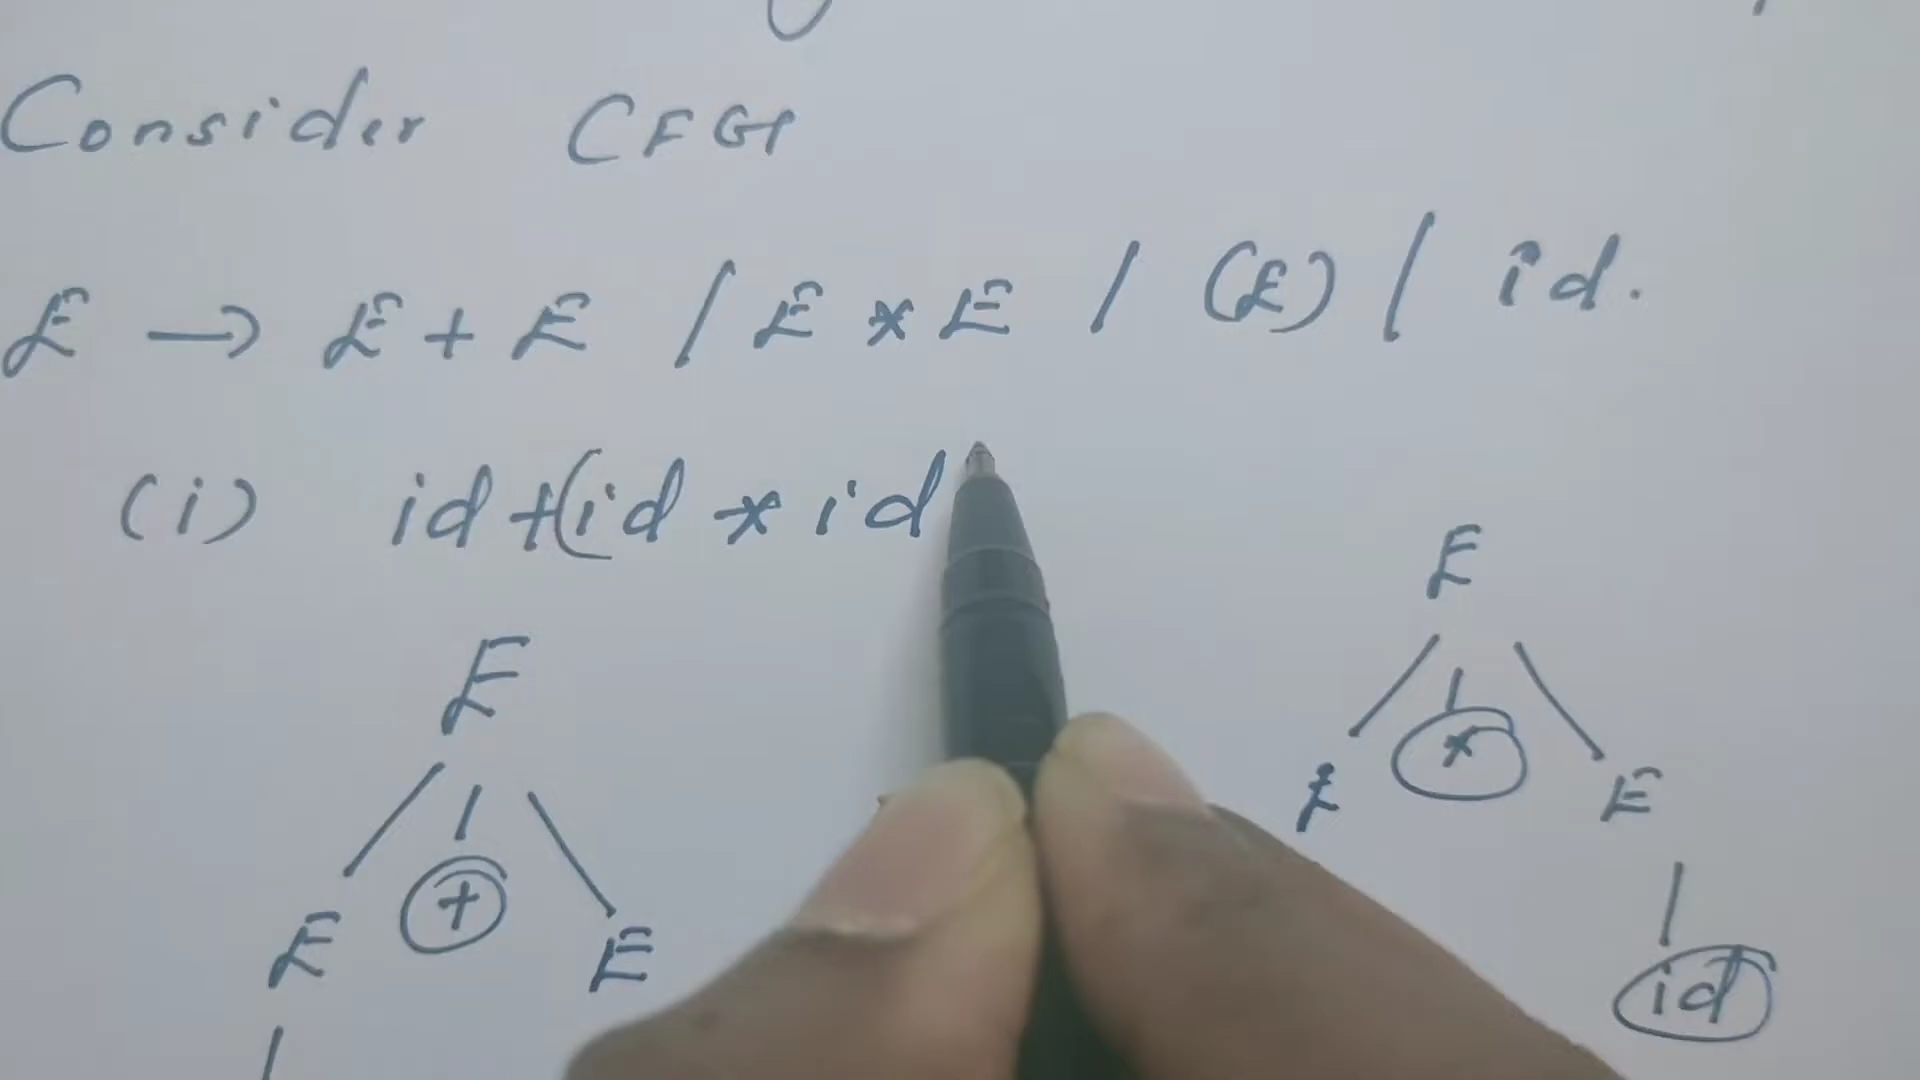 Consider CFG
E → E + E / E * E / (E) / id.
(i) id + (id * id
E
E
+
E
E
*
E
E
id